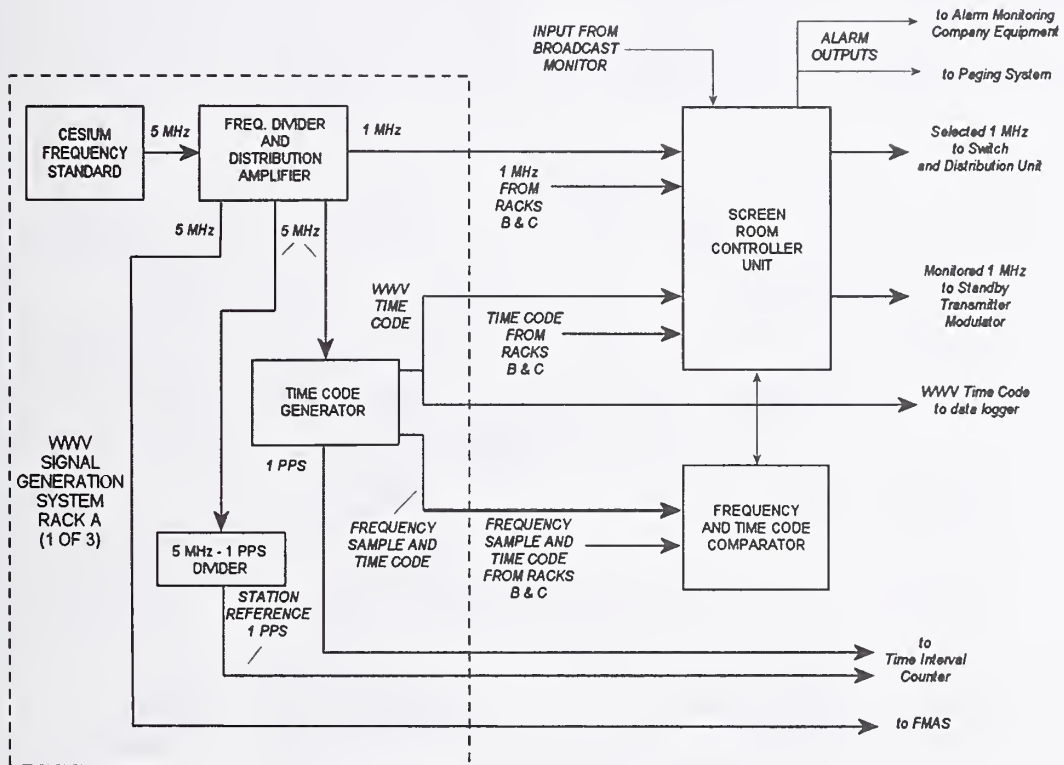 to Alarm Monitoring
Company Equipment
INPUT FROM
BROADCAST
MONITOR
ALARM
OUTPUTS
to Paging System
CESIUM
FREQUENCY
STANDARD
5 MHz
FREQ. DIVIDER
AND
DISTRIBUTION
AMPLIFIER
1 MHz
Selected 1 MHz
to Switch
and Distribution Unit
1 MHz
FROM
RACKS
B & C
SCREEN
ROOM
CONTROLLER
UNIT
5 MHz
5 MHz
WWV
TIME
CODE
TIME CODE
FROM
RACKS
B & C
Monitored 1 MHz
to Standby
Transmitter
Modulator
TIME CODE
GENERATOR
WWV Time Code
to data logger
WWV
SIGNAL
GENERATION
SYSTEM
RACK A
(1 OF 3)
1 PPS
FREQUENCY
SAMPLE AND
TIME CODE
FREQUENCY
SAMPLE AND
TIME CODE
FROM RACKS
B & C
FREQUENCY
AND TIME CODE
COMPARATOR
5 MHz - 1 PPS
DIVIDER
STATION
REFERENCE
1 PPS
to
Time Interval
Counter
to FMAS